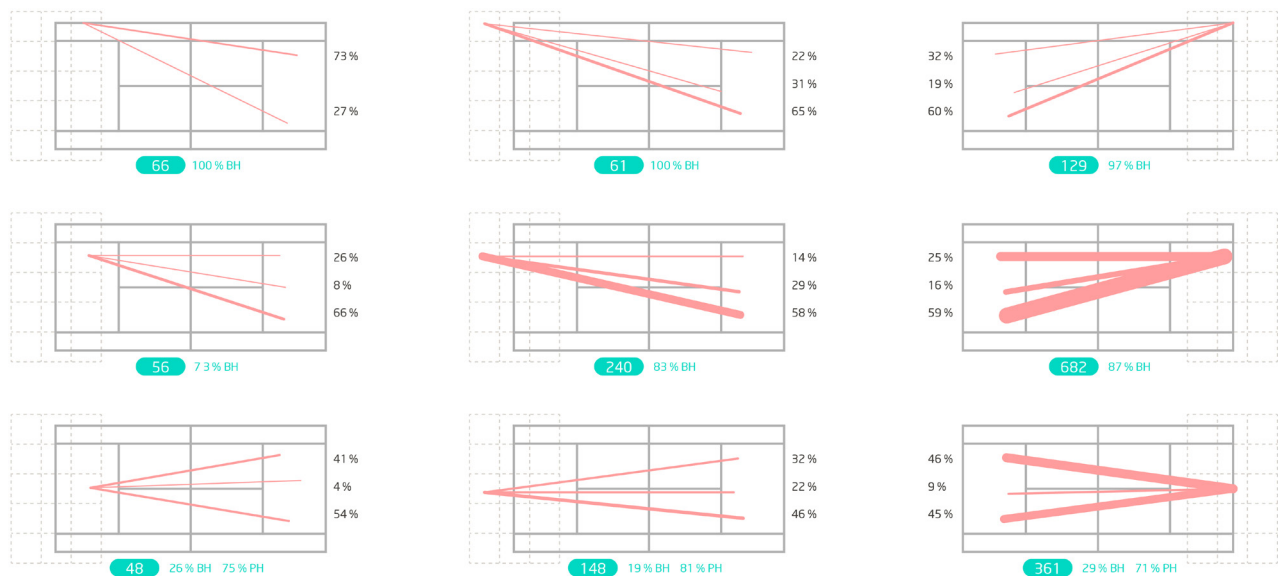 73 %
27 %
66 100 % BH
22 %
31 %
65 %
61 100 % BH
32 %
19 %
60 %
129 97 % BH
26 %
8 %
66 %
56 7 3 % BH
14 %
29 %
58 %
240 83 % BH
25 %
16 %
59 %
682 87 % BH
41 %
4 %
54 %
48 26 % BH 75 % PH
32 %
22 %
46 %
148 19 % BH 81 % PH
46 %
9 %
45 %
361 29 % BH 71 % PH